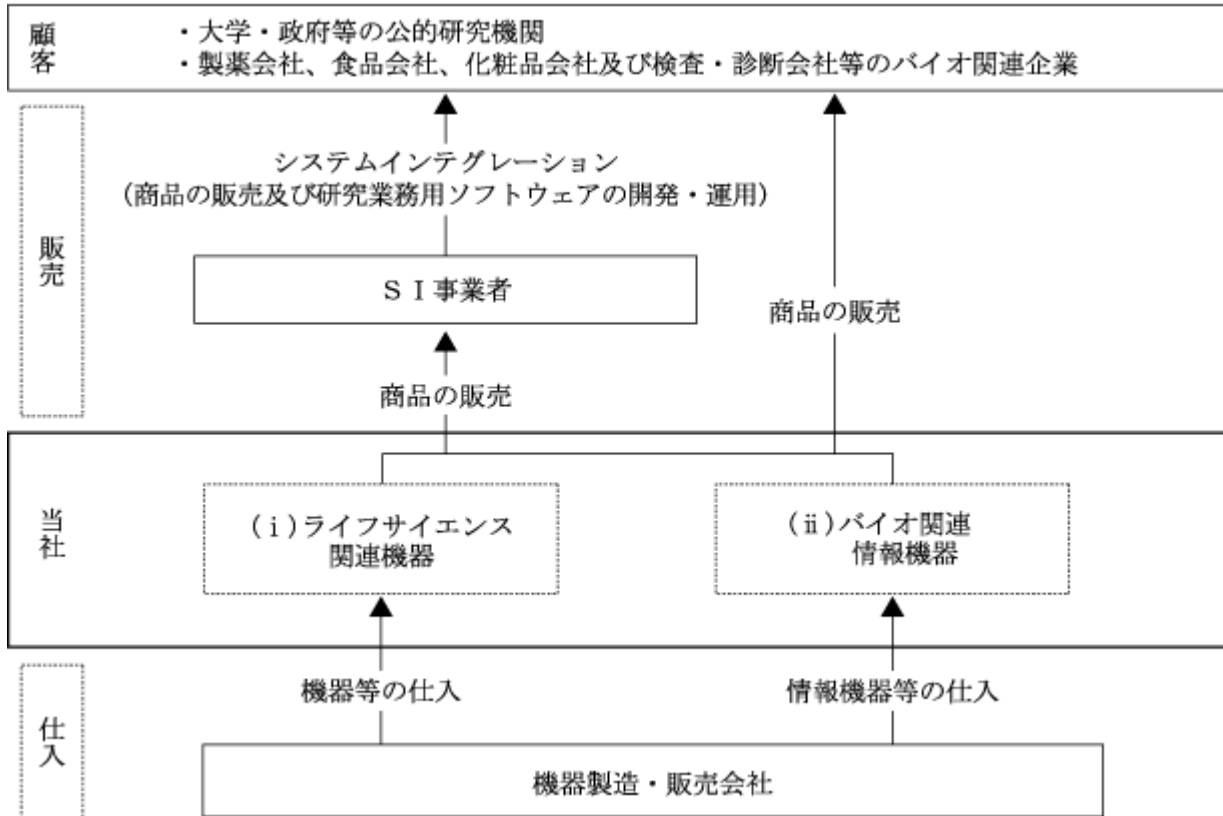 顧客
・大学・政府等の公的研究機関
・製薬会社、食品会社、化粧品会社及び検査・診断会社等のバイオ関連企業
販売
システムインテグレーション
（商品の販売及び研究業務用ソフトウェアの開発・運用）
ＳＩ事業者
商品の販売
商品の販売
当社
(ⅰ)ライフサイエンス
関連機器
(ⅱ)バイオ関連
情報機器
仕入
機器等の仕入
情報機器等の仕入
機器製造・販売会社